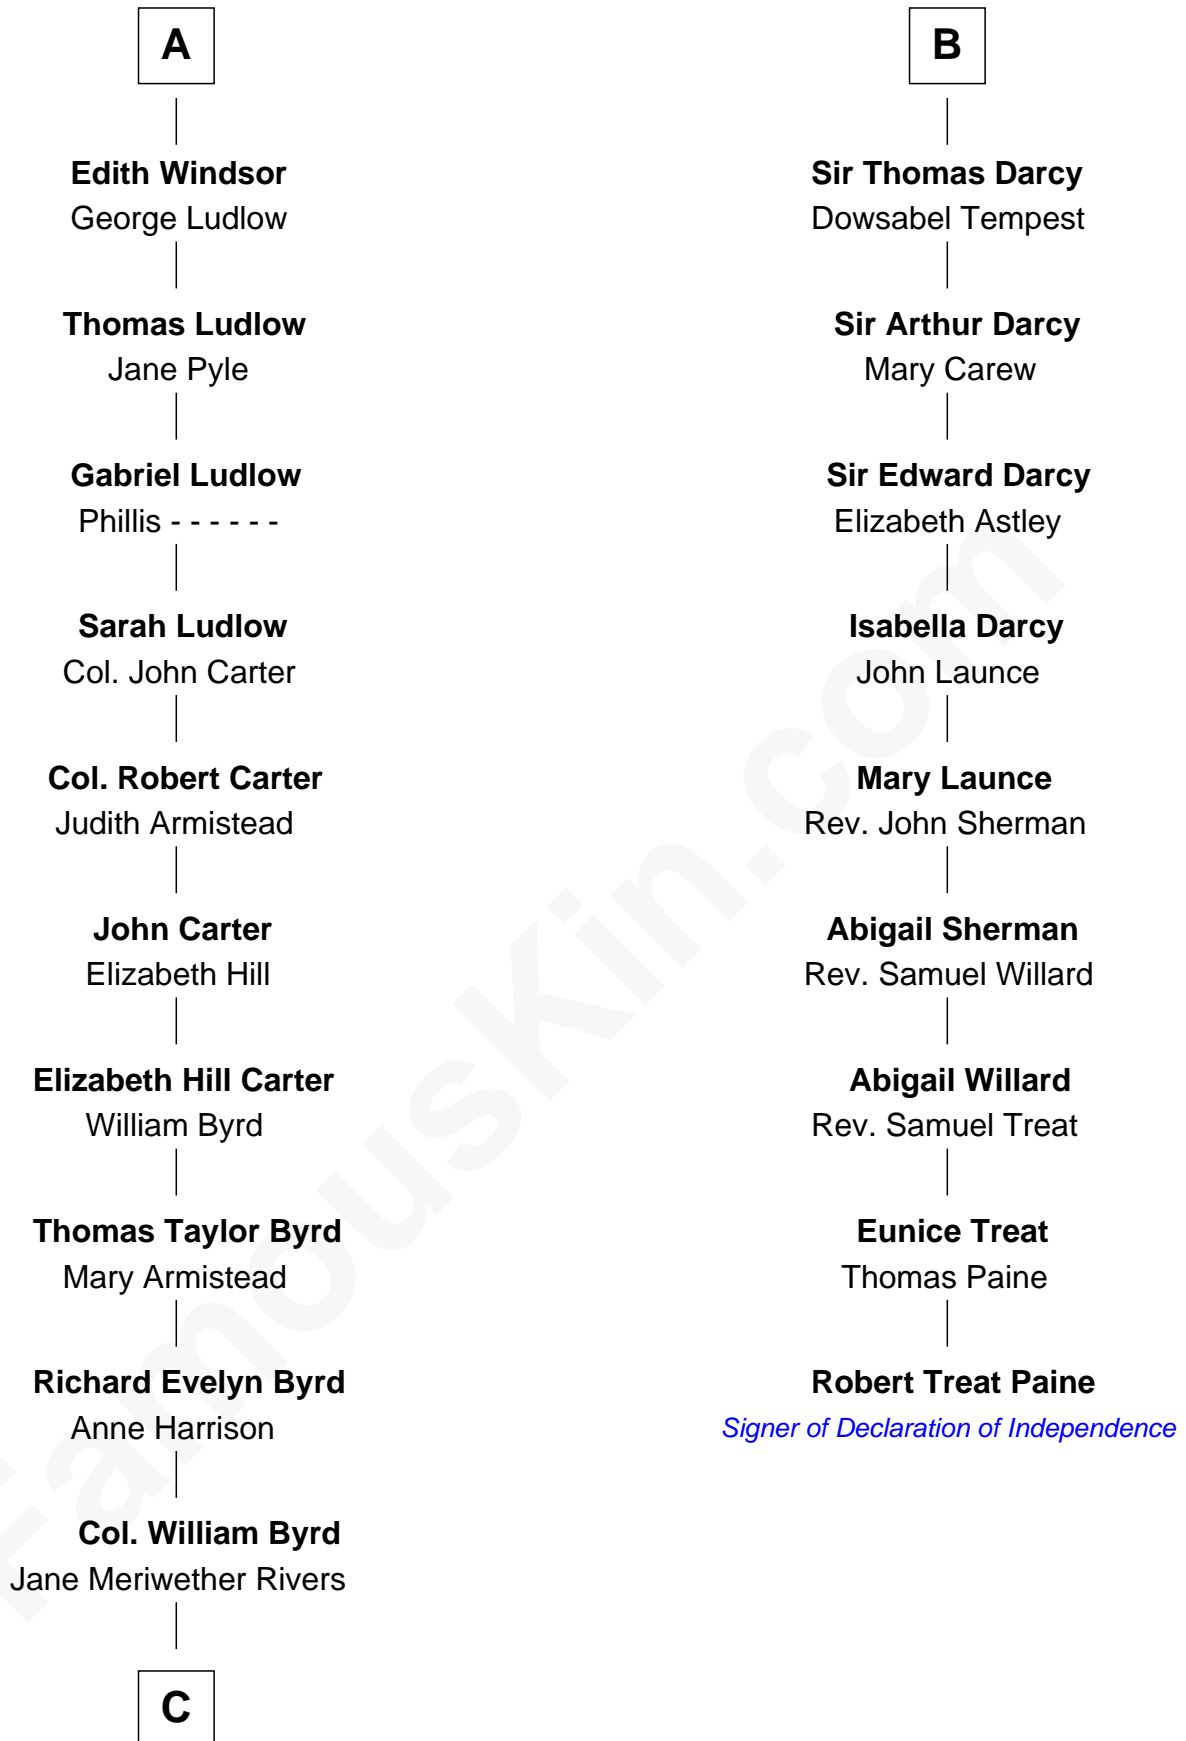 A
Edith Windsor
George Ludlow
Thomas Ludlow
Jane Pyle
Gabriel Ludlow
Phillis - - - - - -
Sarah Ludlow
Col. John Carter
Col. Robert Carter
Judith Armistead
John Carter
Elizabeth Hill
Elizabeth Hill Carter
William Byrd
Thomas Taylor Byrd
Mary Armistead
Richard Evelyn Byrd
Anne Harrison
Col. William Byrd
Jane Meriwether Rivers
C
B
Sir Thomas Darcy
Dowsabel Tempest
Sir Arthur Darcy
Mary Carew
Sir Edward Darcy
Elizabeth Astley
Isabella Darcy
John Launce
Mary Launce
Rev. John Sherman
Abigail Sherman
Rev. Samuel Willard
Abigail Willard
Rev. Samuel Treat
Eunice Treat
Thomas Paine
Robert Treat Paine
Signer of Declaration of Independence
FamousKin.com